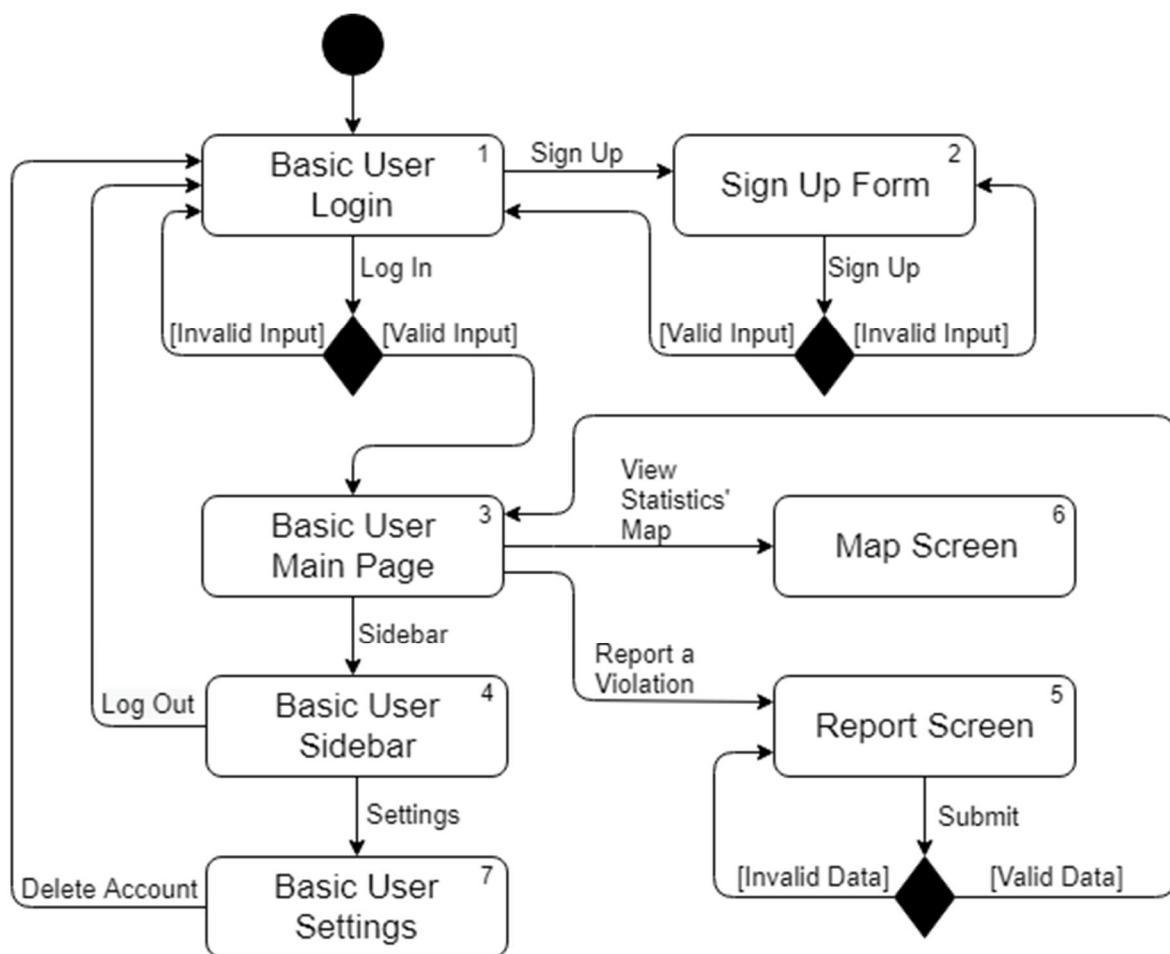 1
Basic User
Login
Sign Up
2
Sign Up Form
Log In
Sign Up
[Invalid Input]
[Valid Input]
[Valid Input]
[Invalid Input]
3
Basic User
Main Page
View
Statistics'
Map
6
Map Screen
Sidebar
Report a
Violation
4
Basic User
Sidebar
Log Out
5
Report Screen
Settings
Submit
7
Basic User
Settings
Delete Account
[Invalid Data]
[Valid Data]